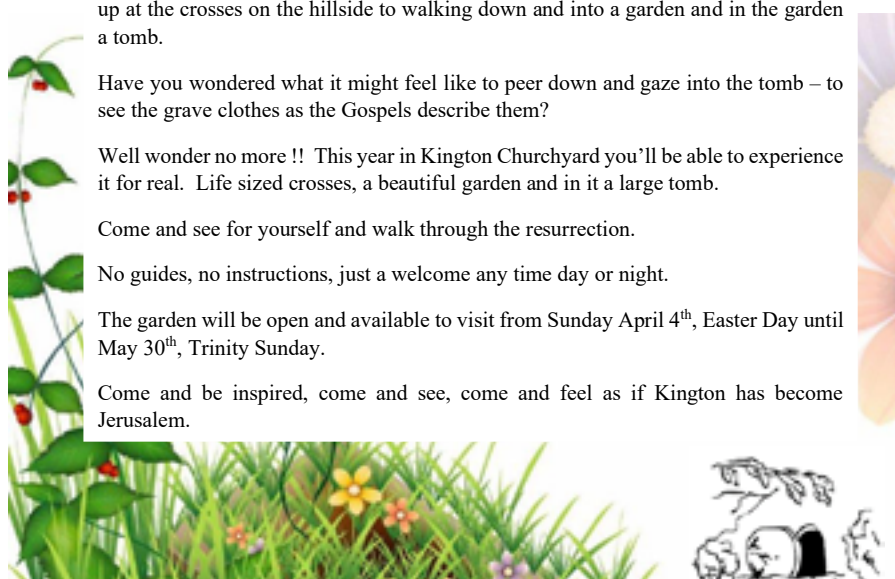 up at the crosses on the hillside to walking down and into a garden and in the garden
a tomb.
Have you wondered what it might feel like to peer down and gaze into the tomb – to
see the grave clothes as the Gospels describe them?
Well wonder no more !!  This year in Kington Churchyard you’ll be able to experience
it for real.  Life sized crosses, a beautiful garden and in it a large tomb.
Come and see for yourself and walk through the resurrection.
No guides, no instructions, just a welcome any time day or night.
The garden will be open and available to visit from Sunday April 4th, Easter Day until
May 30th, Trinity Sunday.
Come and be inspired, come and see, come and feel as if Kington has become
Jerusalem.